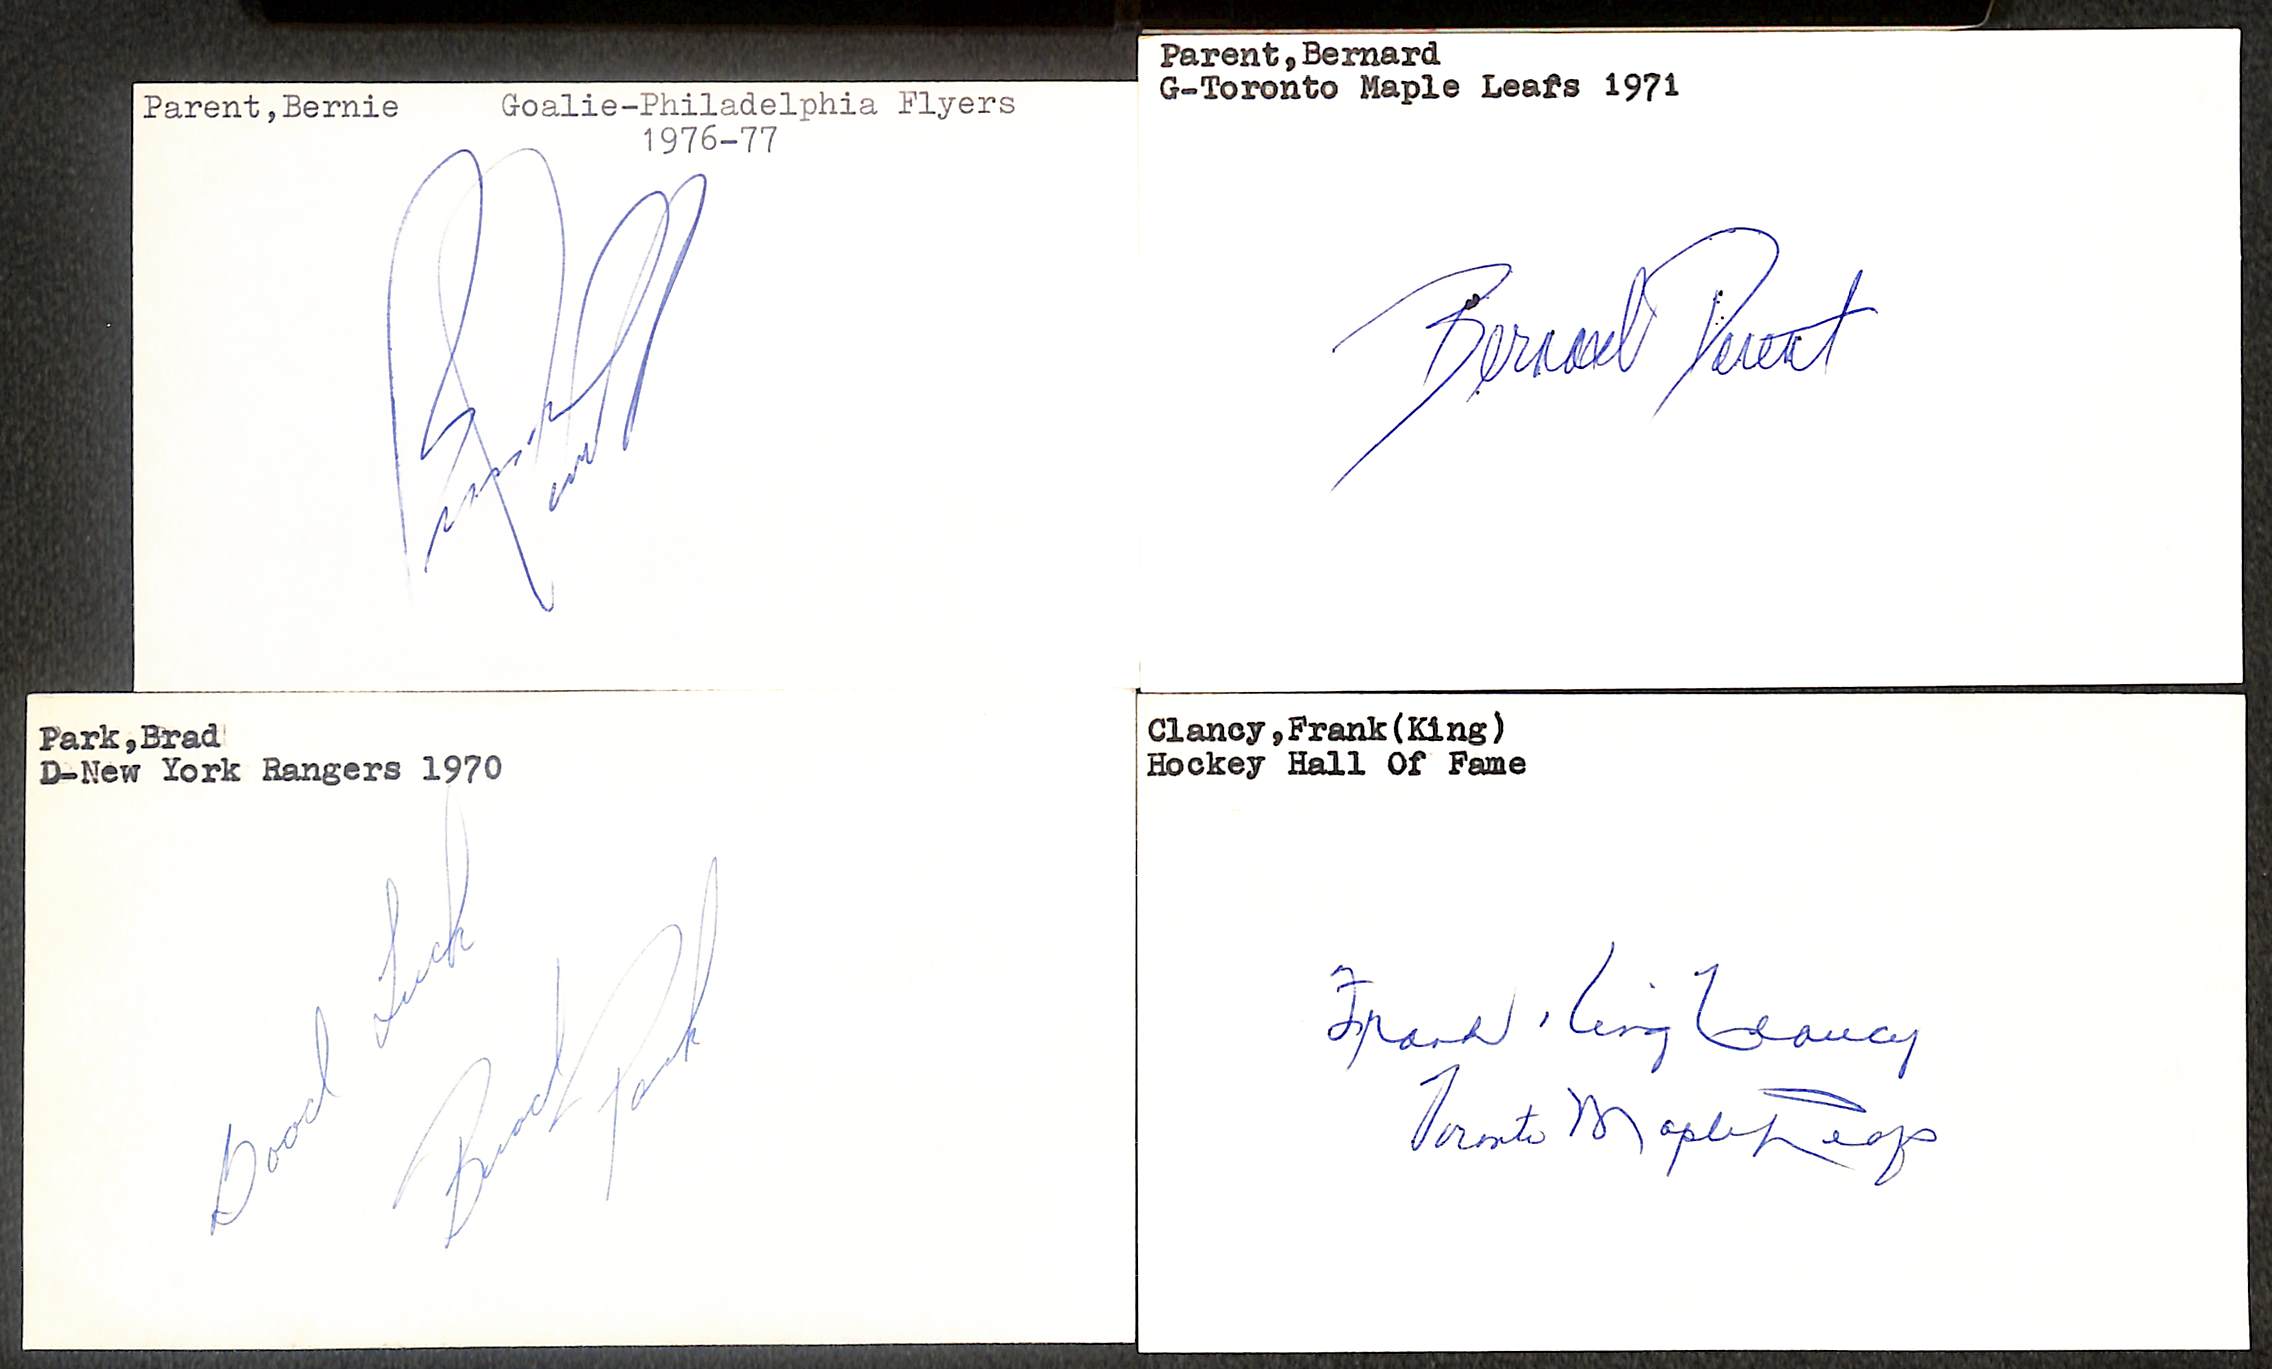 Parent,Bernie Goalie-Philadelphia Flyers
1976-77
Parent,Bernard
G-Toronto Maple Leafs 1971
Bernard Parent
Park,Brad
D-New York Rangers 1970
Good Luck
Brad Park
Clancy,Frank(King)
Hockey Hall Of Fame
Frank "King Clancy
Toronto Maple Leafs